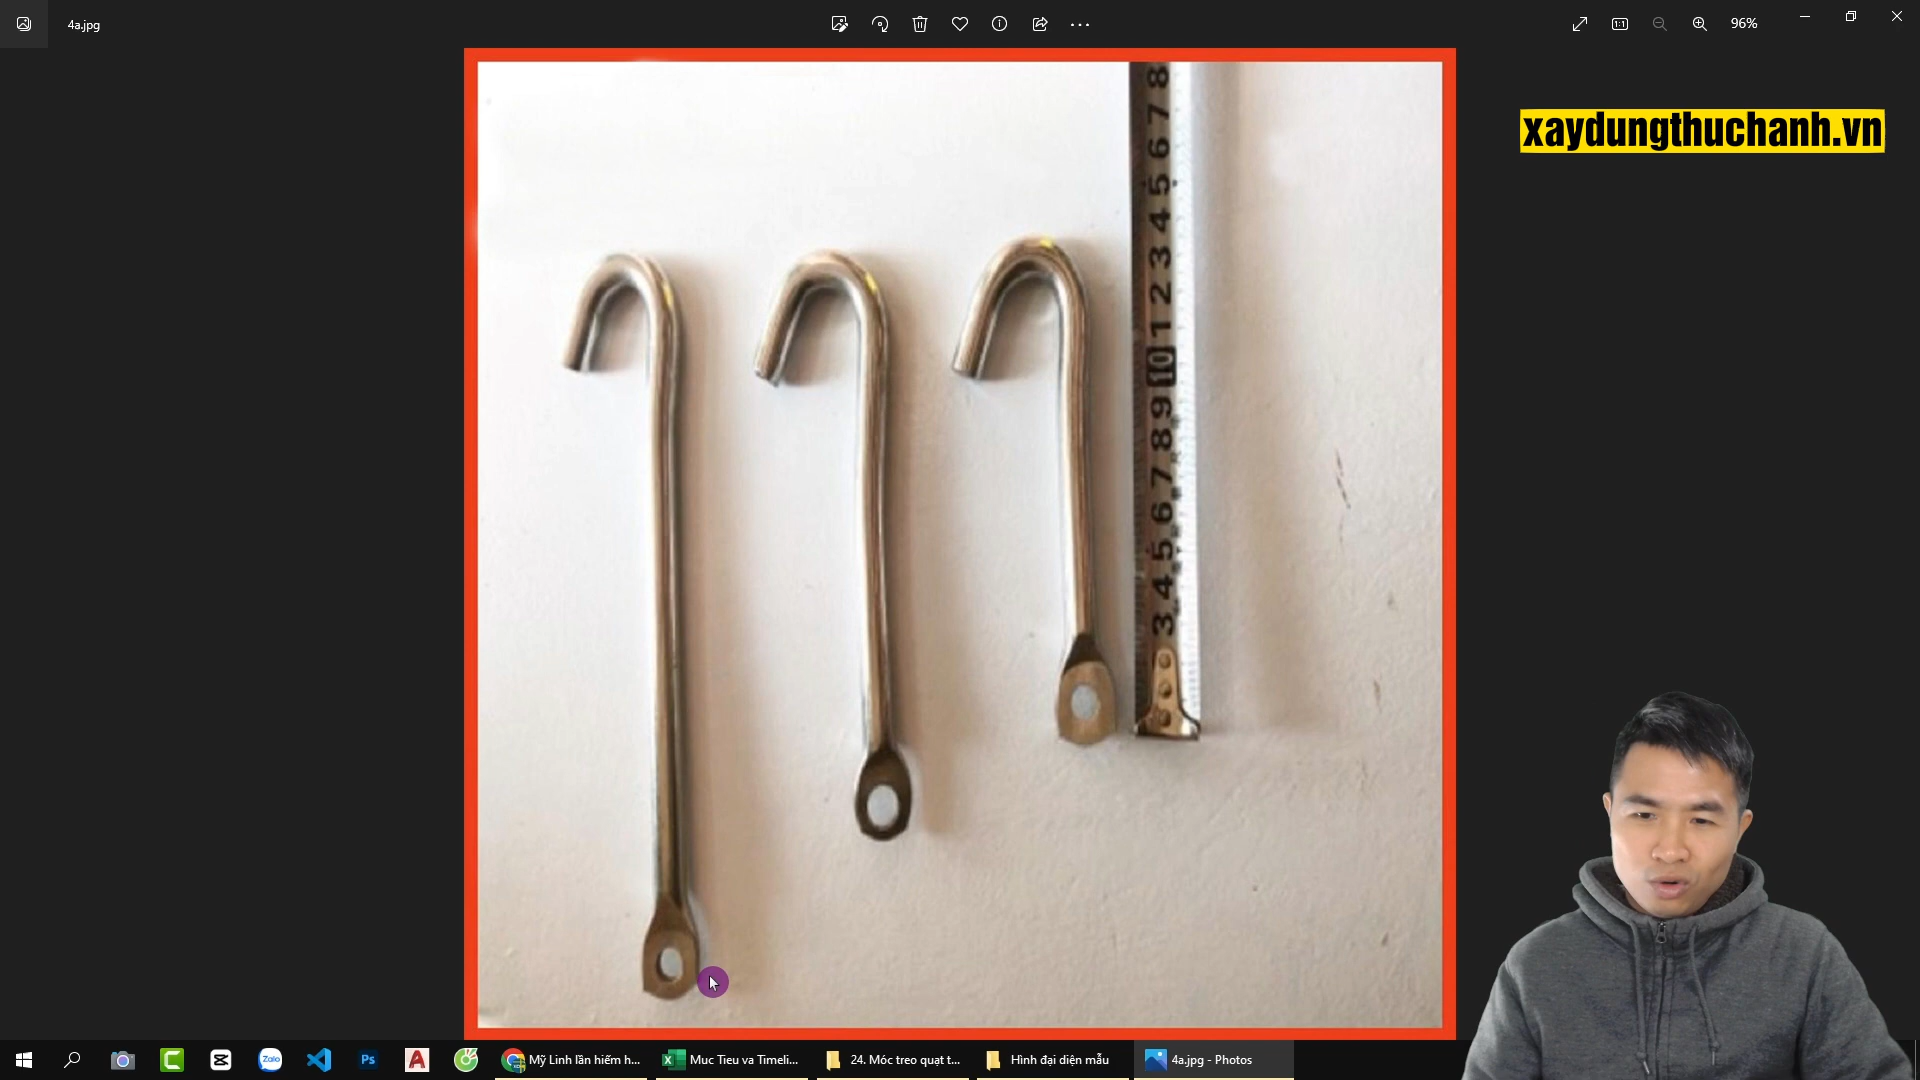 4a.jpg
96%
xaydungthuchanh.vn
8
7
6
5
4
3
2
1
10
9
8
7
6
5
4
3
Zalo
Ps
A
Mỹ Linh lần hiếm h...
Muc Tieu va Timeli...
24. Móc treo quạt t...
Hình đại diện mẫu
4a.jpg - Photos